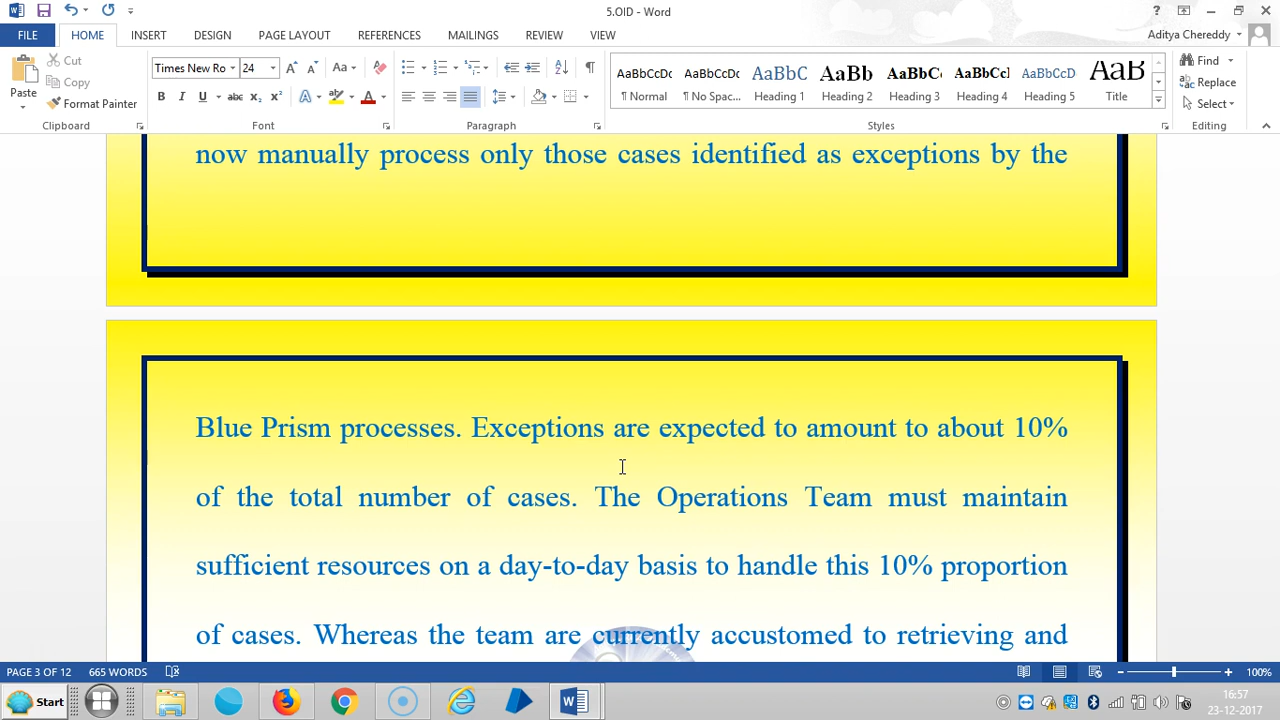 5.OID - Word
Aditya Chereddy
FILE HOME INSERT DESIGN PAGE LAYOUT REFERENCES MAILINGS REVIEW VIEW
Paste
Cut
Copy
Format Painter
Clipboard
Times New Ro 24
Font
Paragraph
AaBbCcDc AaBbCcDc AaBbC AaBb AaBbC AaBbCcl AaBbCcD AaB
¶ Normal ¶ No Spac... Heading 1 Heading 2 Heading 3 Heading 4 Heading 5 Title
Styles
Find
Replace
Select
Editing
now manually process only those cases identified as exceptions by the
Blue Prism processes. Exceptions are expected to amount to about 10%
of the total number of cases. The Operations Team must maintain
sufficient resources on a day-to-day basis to handle this 10% proportion
of cases. Whereas the team are currently accustomed to retrieving and
PAGE 3 OF 12 665 WORDS
100%
Start
16:57
23-12-2017